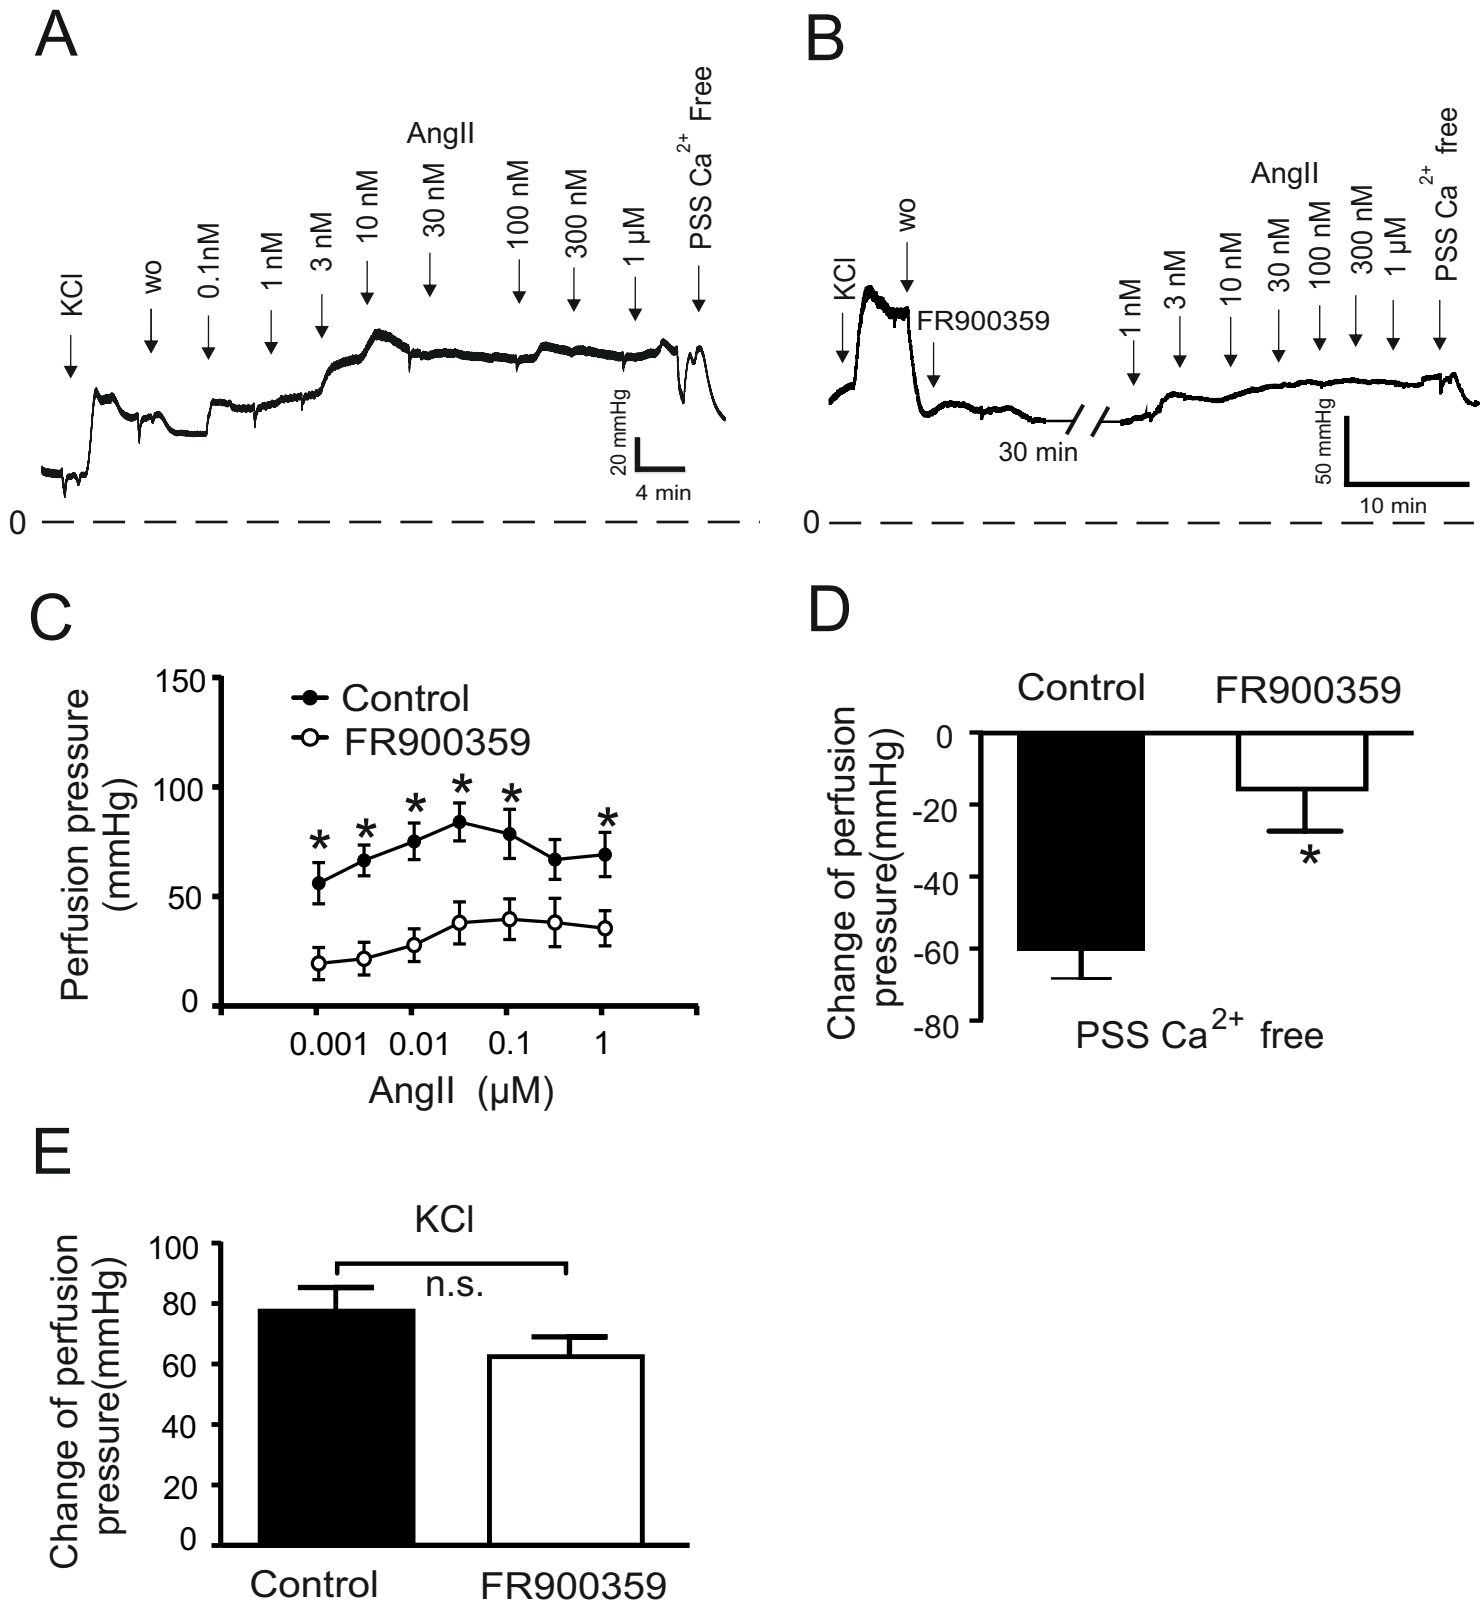 A
AngII
KCl
wo
0.1nM
1 nM
3 nM
10 nM
30 nM
100 nM
300 nM
1 µM
PSS Ca2+ Free
20 mmHg
4 min
0
B
AngII
KCl
wo
FR900359
30 min
1 nM
3 nM
10 nM
30 nM
100 nM
300 nM
1 µM
PSS Ca2+ free
50 mmHg
10 min
0
C
Perfusion pressure
(mmHg)
150
100
50
0
Control
FR900359
* * * * * *
0.001 0.01 0.1 1
AngII (µM)
D
Control FR900359
Change of perfusion
pressure(mmHg)
0
-20
-40
-60
-80
*
PSS Ca2+ free
E
KCl
n.s.
Change of perfusion
pressure(mmHg)
100
80
60
40
20
0
Control FR900359